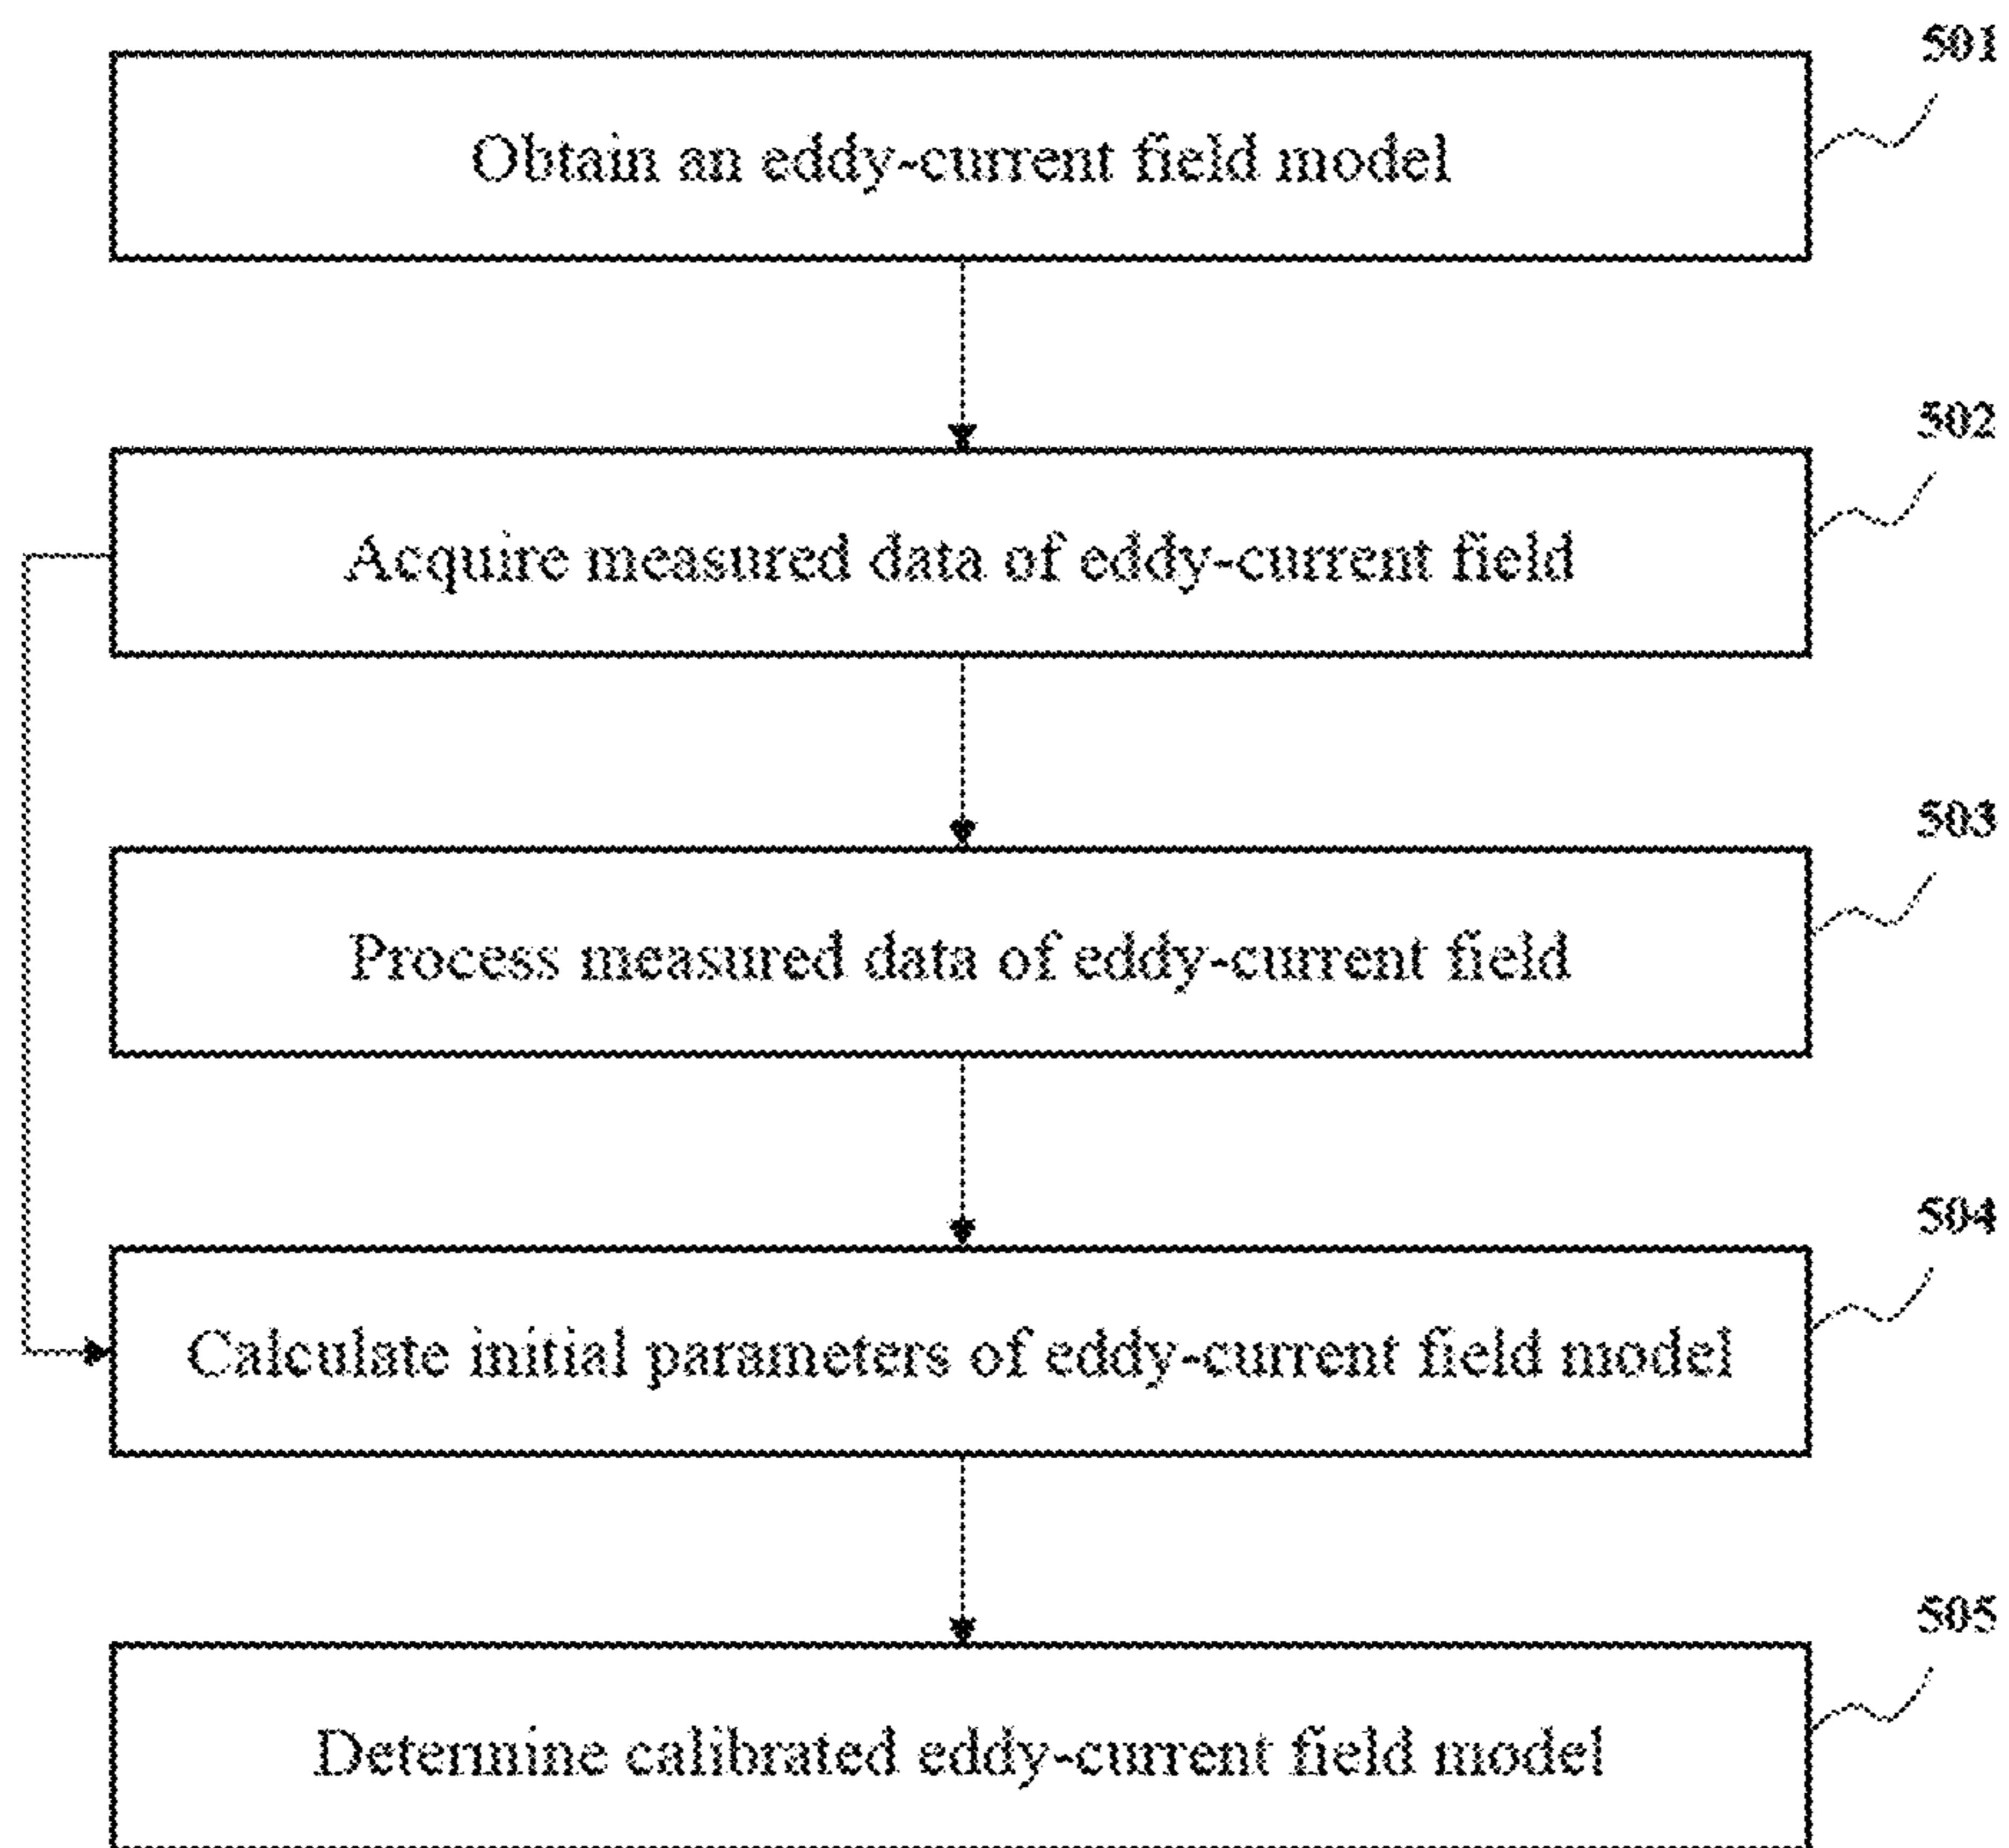 501
Obtain an eddy-current field model
502
Acquire measured data of eddy-current field
503
Process measured data of eddy-current field
504
Calculate initial parameters of eddy-current field model
505
Determine calibrated eddy-current field model